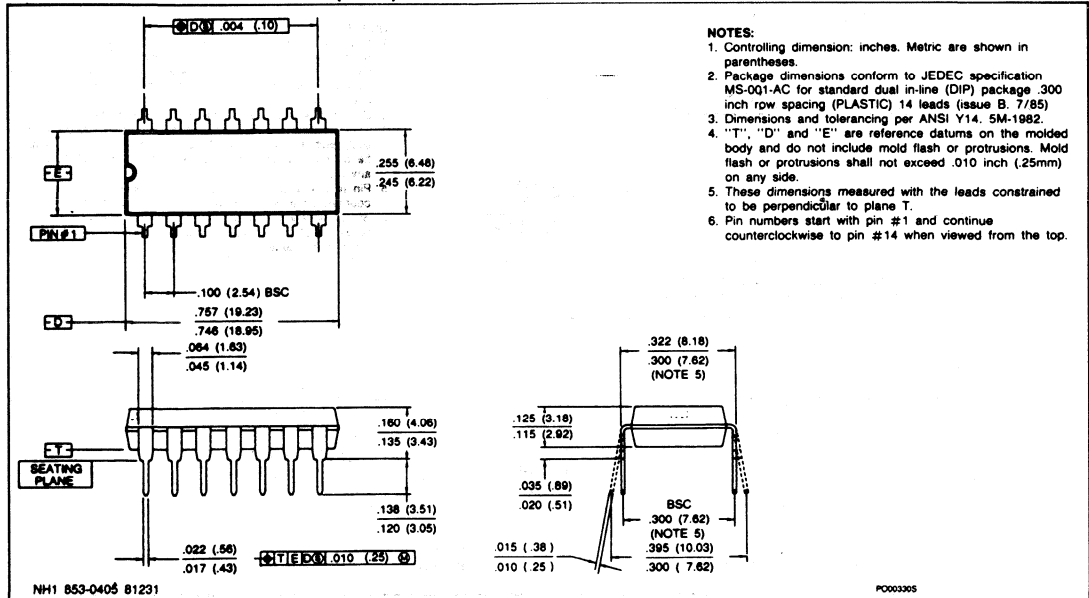 D Ⓢ .004 (.10)
NOTES:
1. Controlling dimension: inches. Metric are shown in
parentheses.
2. Package dimensions conform to JEDEC specification
MS-001-AC for standard dual in-line (DIP) package .300
inch row spacing (PLASTIC) 14 leads (issue B. 7/85)
3. Dimensions and tolerancing per ANSI Y14. 5M-1982.
4. "T", "D" and "E" are reference datums on the molded
body and do not include mold flash or protrusions. Mold
flash or protrusions shall not exceed .010 inch (.25mm)
on any side.
5. These dimensions measured with the leads constrained
to be perpendicular to plane T.
6. Pin numbers start with pin #1 and continue
counterclockwise to pin #14 when viewed from the top.
-E-
.255 (6.48)
.245 (6.22)
PIN #1
.100 (2.54) BSC
-D-
.757 (19.23)
.746 (18.95)
.064 (1.63)
.045 (1.14)
.160 (4.06)
.135 (3.43)
-T-
SEATING
PLANE
.138 (3.51)
.120 (3.05)
.022 (.56)
.017 (.43)
T E D Ⓢ .010 (.25) Ⓜ
.322 (8.18)
.300 (7.62)
(NOTE 5)
.125 (3.18)
.115 (2.92)
.035 (.89)
.020 (.51)
BSC
.300 (7.62)
(NOTE 5)
.395 (10.03)
.300 ( 7.62)
.015 (.38 )
.010 (.25 )
NH1 853-0405 81231
PO00330S